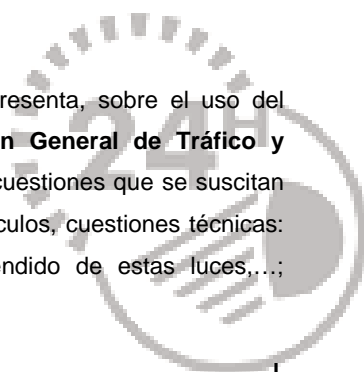 resenta, sobre el uso del
n General de Tráfico y
cuestiones que se suscitan
culos, cuestiones técnicas:
endido de estas luces,…;
24H